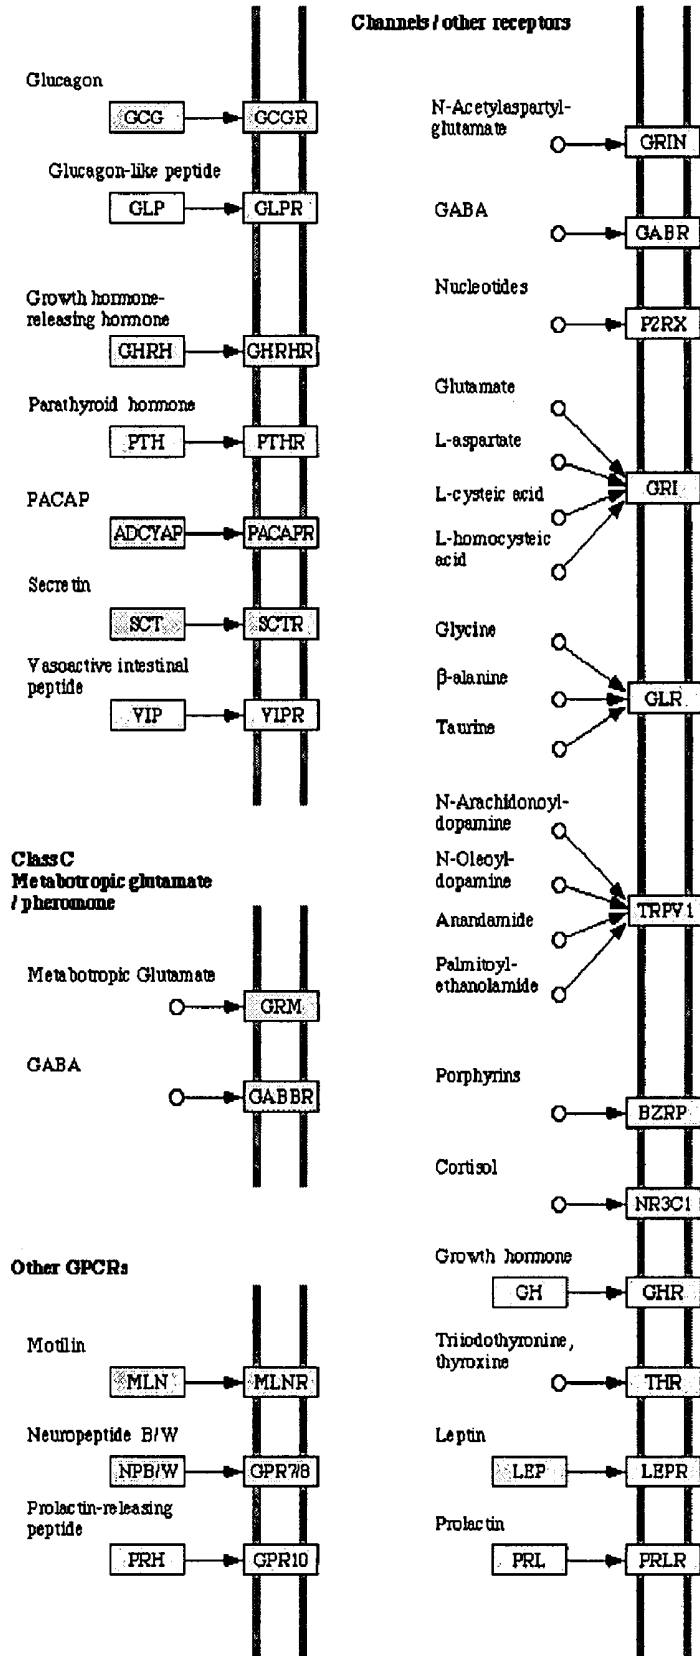 Glucagon
GCG GCGR
Glucagon-like peptide
GLP GLPR
Growth hormone-
releasing hormone
GHRH GHRHR
Parathyroid hormone
PTH PTHR
PACAP
ADCYAP PACAPR
Secretin
SCT SCTR
Vasoactive intestinal
peptide
VIP VIPR
Class C
Metabotropic glutamate
/ pheromone
Metabotropic Glutamate
GRM
GABA
GABBR
Other GPCRs
Motilin
MLN MLNR
Neuropeptide B/W
NPB/W GPR7/8
Prolactin-releasing
peptide
PRH GPR10
Channels / other receptors
N-Acetylaspartyl-
glutamate
GRIN
GABA
GABR
Nucleotides
P2RX
Glutamate
L-aspartate
L-cysteic acid
GRI
L-homocysteic
acid
Glycine
β-alanine
GLR
Taurine
N-Arachidonoyl-
dopamine
N-Oleoyl-
dopamine
TRPV1
Anandamide
Palmitoyl-
ethanolamide
Porphyrins
BZRP
Cortisol
NR3C1
Growth hormone
GH GHR
Triiodothyronine,
thyroxine
THR
Leptin
LEP LEPR
Prolactin
PRL PRLR